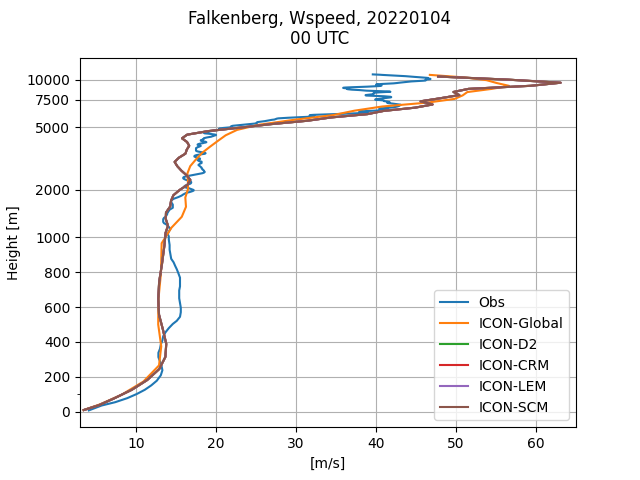 Falkenberg, Wspeed, 20220104
00 UTC
Height [m]
10000
7500
5000
2000
1000
800
600
400
200
0
10
20
30
40
50
60
[m/s]
Obs
ICON-Global
ICON-D2
ICON-CRM
ICON-LEM
ICON-SCM